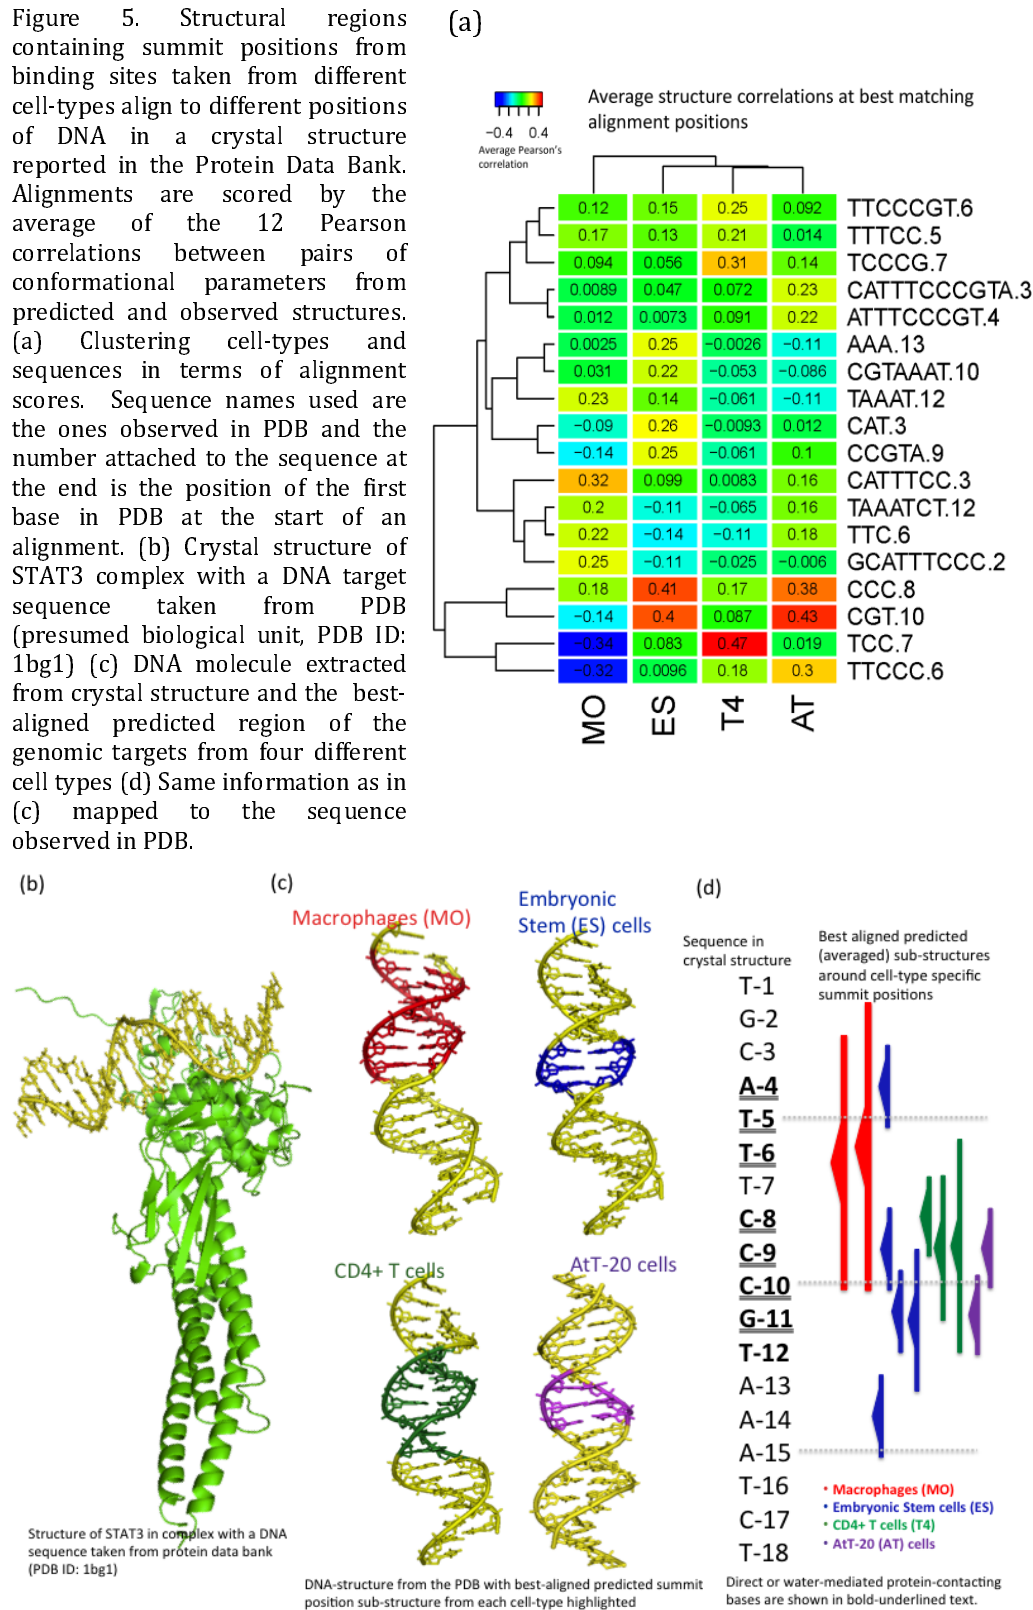 Figure 5. Structural regions
containing summit positions from
binding sites taken from different
cell-types align to different positions
of DNA in a crystal structure
reported in the Protein Data Bank.
Alignments are scored by the
average of the 12 Pearson
correlations between pairs of
conformational parameters from
predicted and observed structures.
(a) Clustering cell-types and
sequences in terms of alignment
scores. Sequence names used are
the ones observed in PDB and the
number attached to the sequence at
the end is the position of the first
base in PDB at the start of an
alignment. (b) Crystal structure of
STAT3 complex with a DNA target
sequence taken from PDB
(presumed biological unit, PDB ID:
1bg1) (c) DNA molecule extracted
from crystal structure and the best-
aligned predicted region of the
genomic targets from four different
cell types (d) Same information as in
(c) mapped to the sequence
observed in PDB.
(a)
−0.4 0.4
Average Pearson's
correlation
Average structure correlations at best matching
alignment positions
0.12 0.15 0.25 0.092 TTCCCGT.6
0.17 0.13 0.21 0.014 TTTCC.5
0.094 0.056 0.31 0.14 TCCCG.7
0.0089 0.047 0.072 0.23 CATTTCCCGTA.3
0.012 0.0073 0.091 0.22 ATTTCCCGT.4
0.0025 0.25 −0.0026 −0.11 AAA.13
0.031 0.22 −0.053 −0.086 CGTAAAT.10
0.23 0.14 −0.061 −0.11 TAAAT.12
−0.09 0.26 −0.0093 0.012 CAT.3
−0.14 0.25 −0.061 0.1 CCGTA.9
0.32 0.099 0.0083 0.16 CATTTCC.3
0.2 −0.11 −0.065 0.16 TAAATCT.12
0.22 −0.14 −0.11 0.18 TTC.6
0.25 −0.11 −0.025 −0.006 GCATTTCCC.2
0.18 0.41 0.17 0.38 CCC.8
−0.14 0.4 0.087 0.43 CGT.10
−0.34 0.083 0.47 0.019 TCC.7
−0.32 0.0096 0.18 0.3 TTCCC.6
MO ES T4 AT
(b)
Structure of STAT3 in complex with a DNA
sequence taken from protein data bank
(PDB ID: 1bg1)
(c)
Macrophages (MO)
Embryonic
Stem (ES) cells
CD4+ T cells
AtT-20 cells
DNA-structure from the PDB with best-aligned predicted summit
position sub-structure from each cell-type highlighted
(d)
Sequence in
crystal structure
Best aligned predicted
(averaged) sub-structures
around cell-type specific
summit positions
T-1
G-2
C-3
A-4
T-5
T-6
T-7
C-8
C-9
C-10
G-11
T-12
A-13
A-14
A-15
T-16
C-17
T-18
• Macrophages (MO)
• Embryonic Stem cells (ES)
• CD4+ T cells (T4)
• AtT-20 (AT) cells
Direct or water-mediated protein-contacting
bases are shown in bold-underlined text.